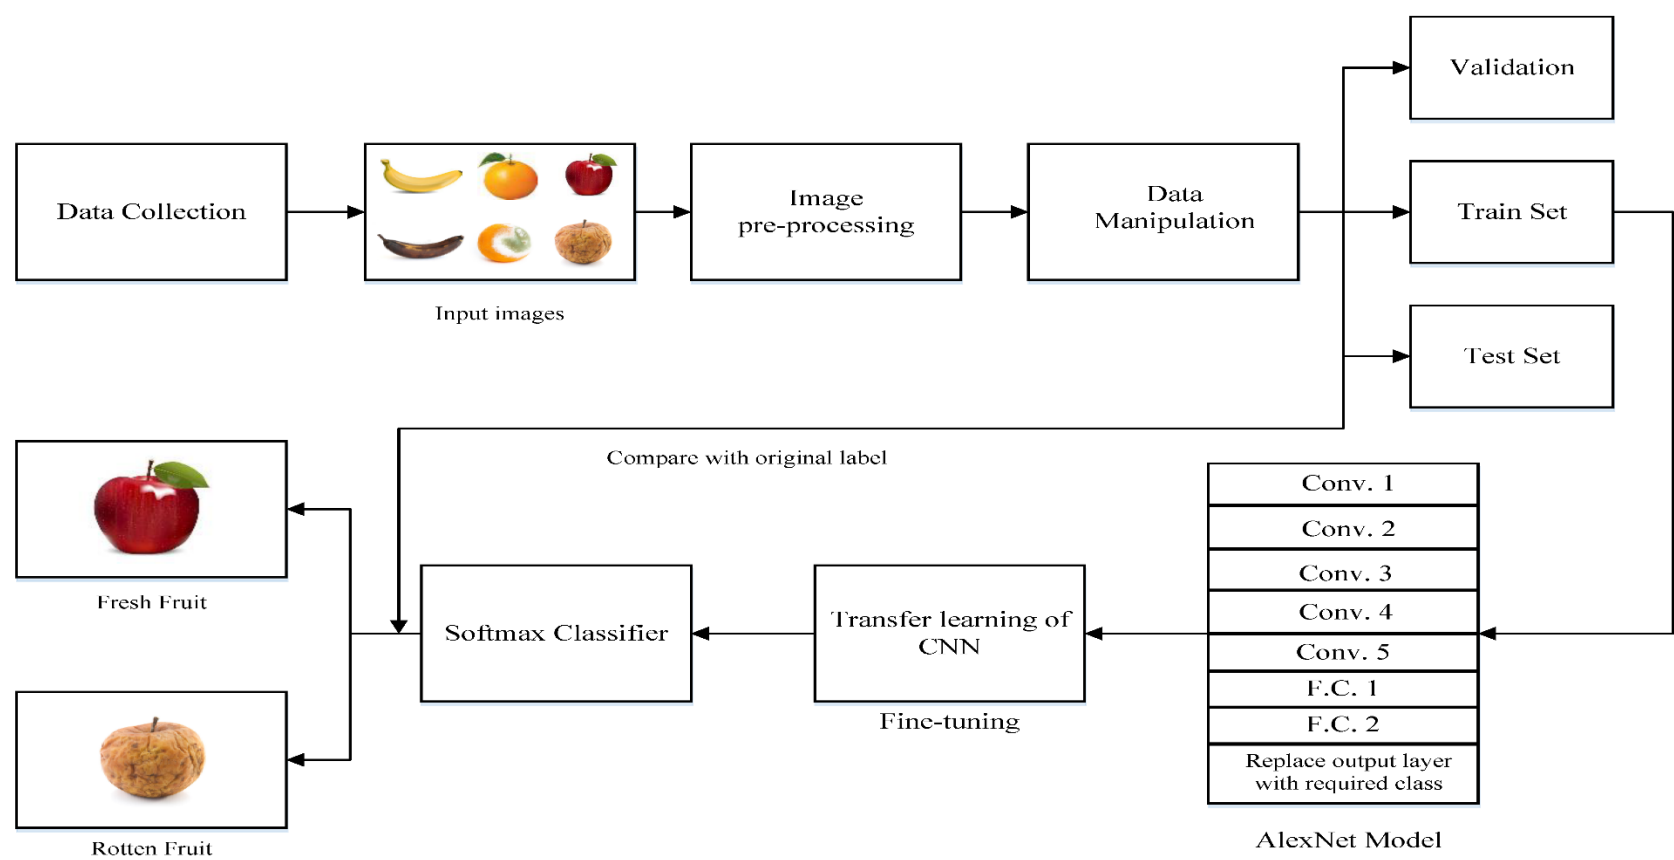 Validation
Data Collection
Image
pre-processing
Data
Manipulation
Train Set
Input images
Test Set
Compare with original label
Fresh Fruit
Rotten Fruit
Softmax Classifier
Transfer learning of
CNN
Fine-tuning
Conv. 1
Conv. 2
Conv. 3
Conv. 4
Conv. 5
F.C. 1
F.C. 2
Replace output layer
with required class
AlexNet Model